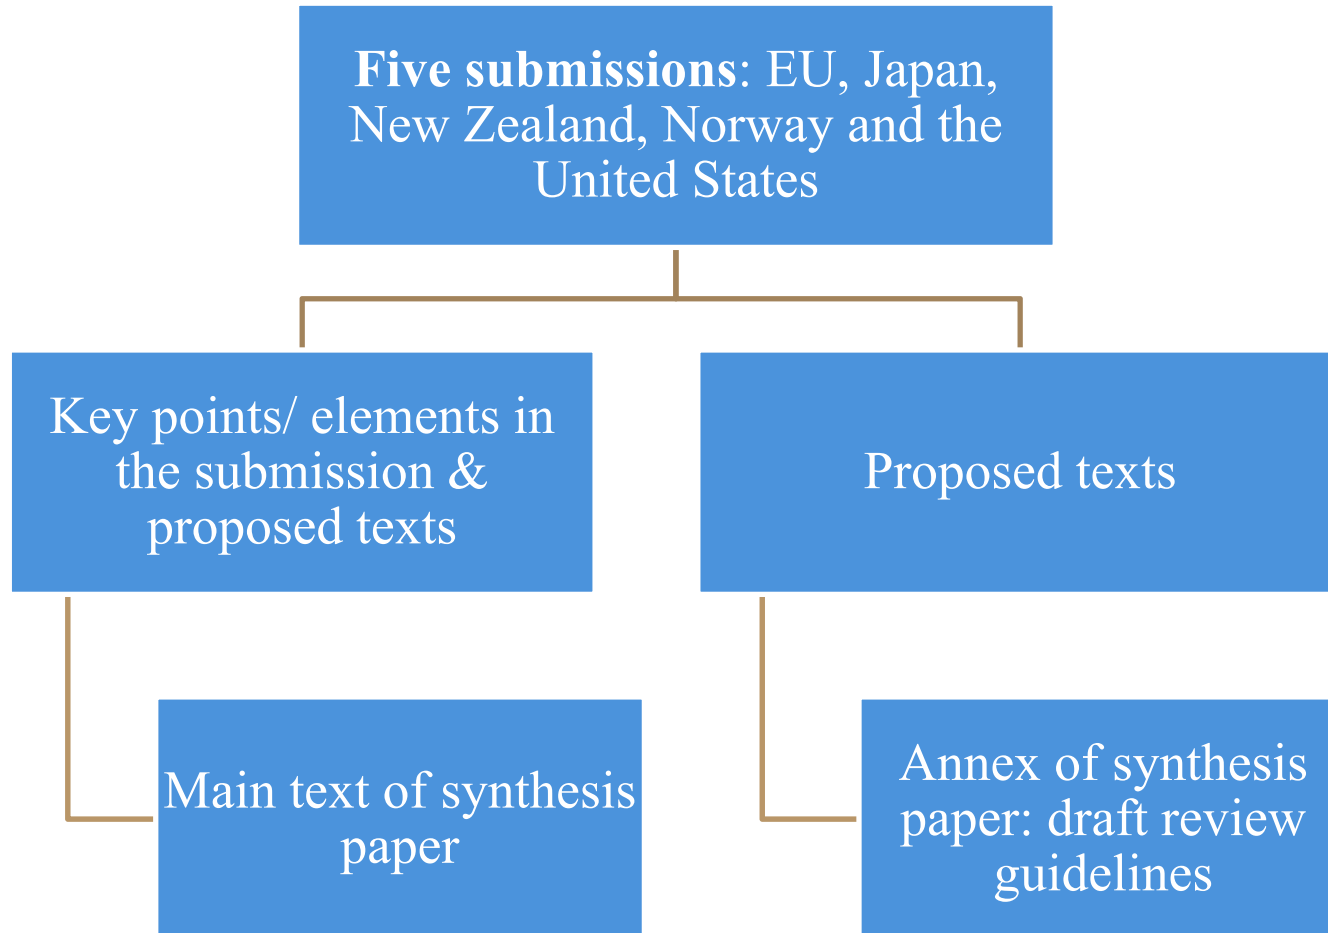 Five submissions: EU, Japan,
New Zealand, Norway and the
United States
Key points/ elements in
the submission &
proposed texts
Proposed texts
Main text of synthesis
paper
Annex of synthesis
paper: draft review
guidelines